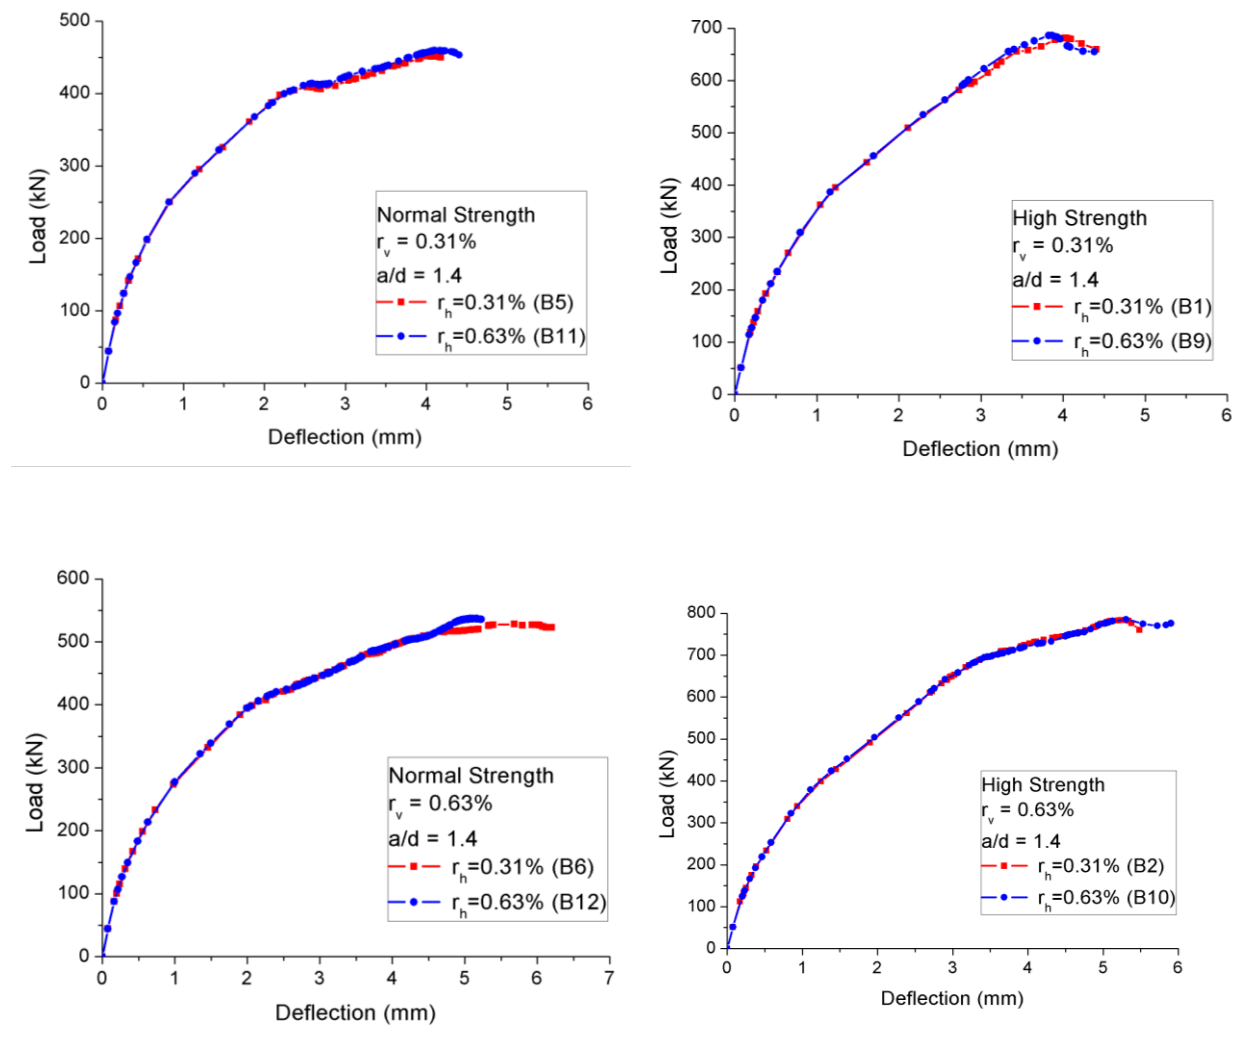 500
400
300
200
100
0
Load (kN)
0 1 2 3 4 5 6
Deflection (mm)
Normal Strength
rv = 0.31%
a/d = 1.4
rh=0.31% (B5)
rh=0.63% (B11)
700
600
500
400
300
200
100
0
Load (kN)
0 1 2 3 4 5 6
Deflection (mm)
High Strength
rv = 0.31%
a/d = 1.4
rh=0.31% (B1)
rh=0.63% (B9)
600
500
400
300
200
100
0
Load (kN)
0 1 2 3 4 5 6 7
Deflection (mm)
Normal Strength
rv = 0.63%
a/d = 1.4
rh=0.31% (B6)
rh=0.63% (B12)
800
700
600
500
400
300
200
100
0
Load (kN)
0 1 2 3 4 5 6
Deflection (mm)
High Strength
rv = 0.63%
a/d = 1.4
rh=0.31% (B2)
rh=0.63% (B10)